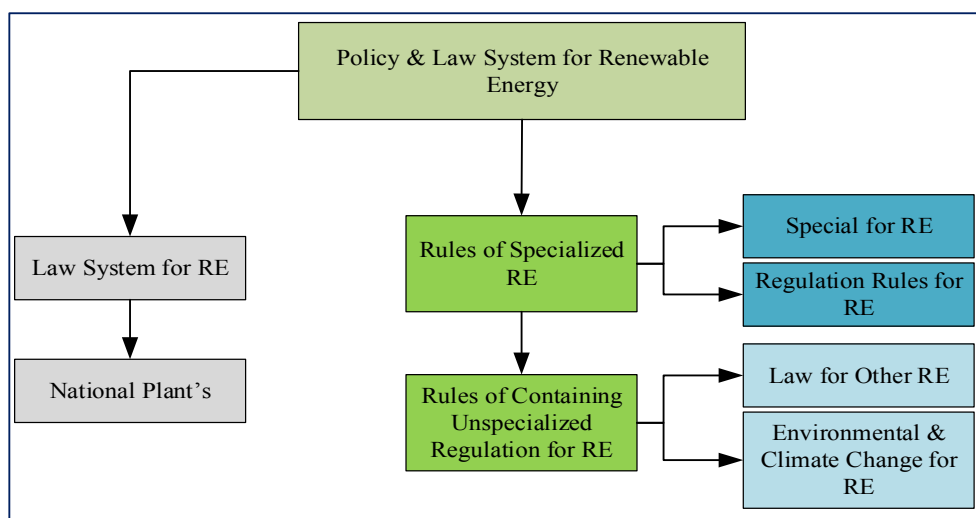 Policy & Law System for Renewable
Energy
Law System for RE
National Plant's
Rules of Specialized
RE
Special for RE
Regulation Rules for
RE
Rules of Containing
Unspecialized
Regulation for RE
Law for Other RE
Environmental &
Climate Change for
RE